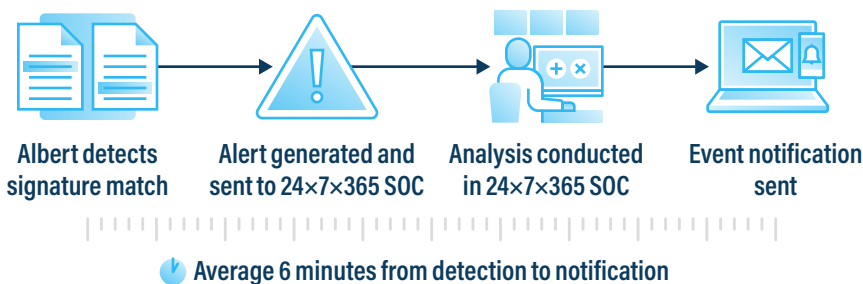 Albert detects
signature match
Alert generated and
sent to 24×7×365 SOC
Analysis conducted
in 24×7×365 SOC
Event notification
sent
Average 6 minutes from detection to notification